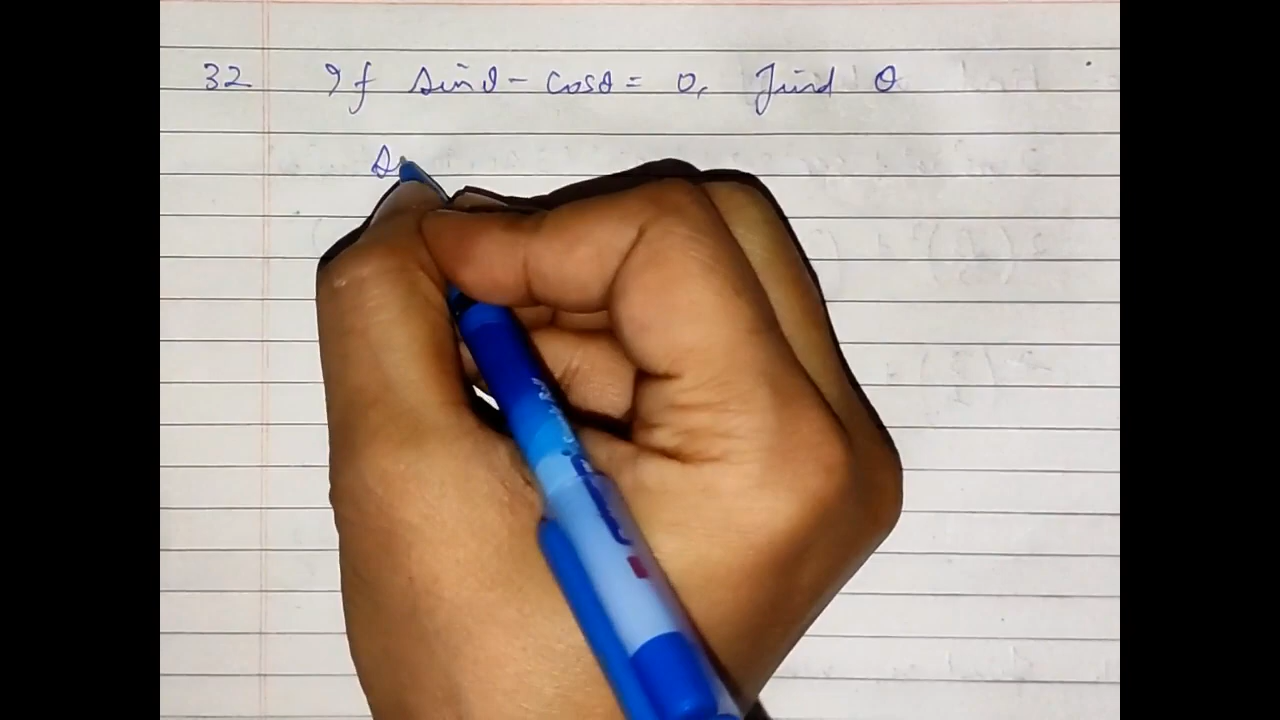 32 If sinθ - cosθ = 0, find θ